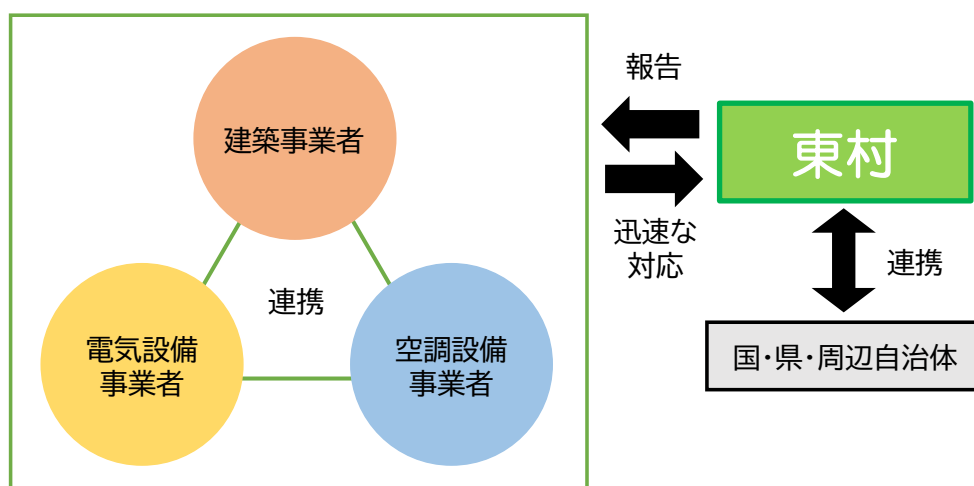 建築事業者
連携
電気設備
事業者
空調設備
事業者
報告
迅速な
対応
東村
連携
国・県・周辺自治体